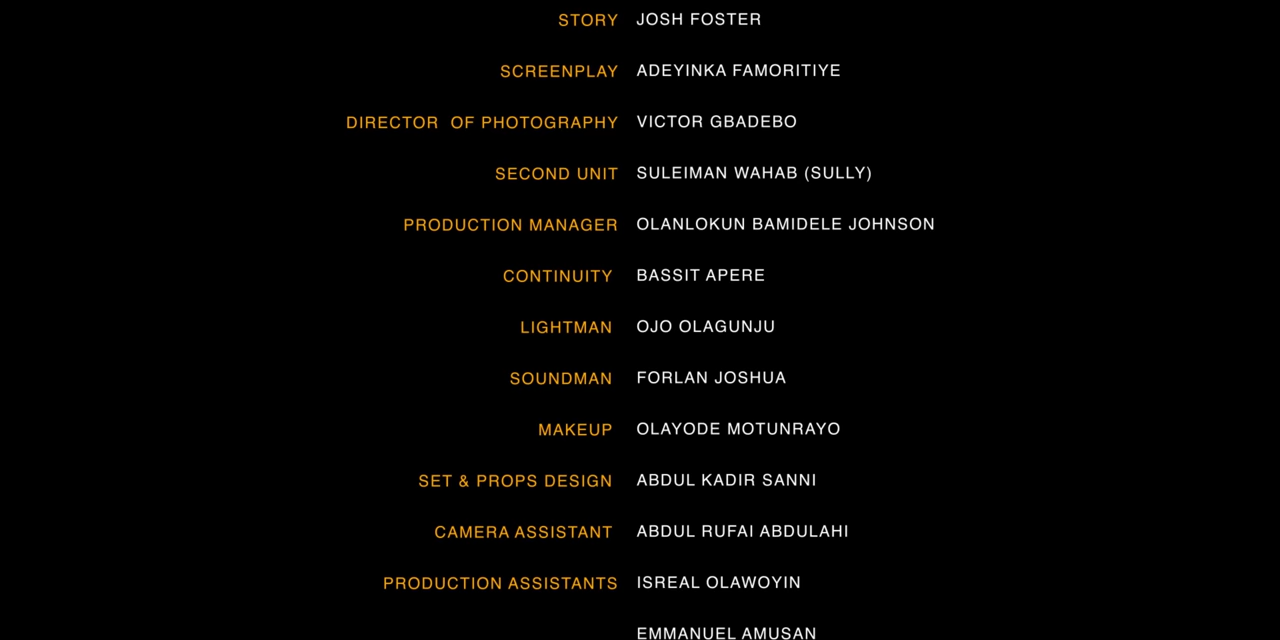 STORY JOSH FOSTER
SCREENPLAY ADEYINKA FAMORITIYE
DIRECTOR OF PHOTOGRAPHY VICTOR GBADEBO
SECOND UNIT SULEIMAN WAHAB (SULLY)
PRODUCTION MANAGER OLANLOKUN BAMIDELE JOHNSON
CONTINUITY BASSIT APERE
LIGHTMAN OJO OLAGUNJU
SOUNDMAN FORLAN JOSHUA
MAKEUP OLAYODE MOTUNRAYO
SET & PROPS DESIGN ABDUL KADIR SANNI
CAMERA ASSISTANT ABDUL RUFAI ABDULAHI
PRODUCTION ASSISTANTS ISREAL OLAWOYIN
EMMANUEL AMUSAN